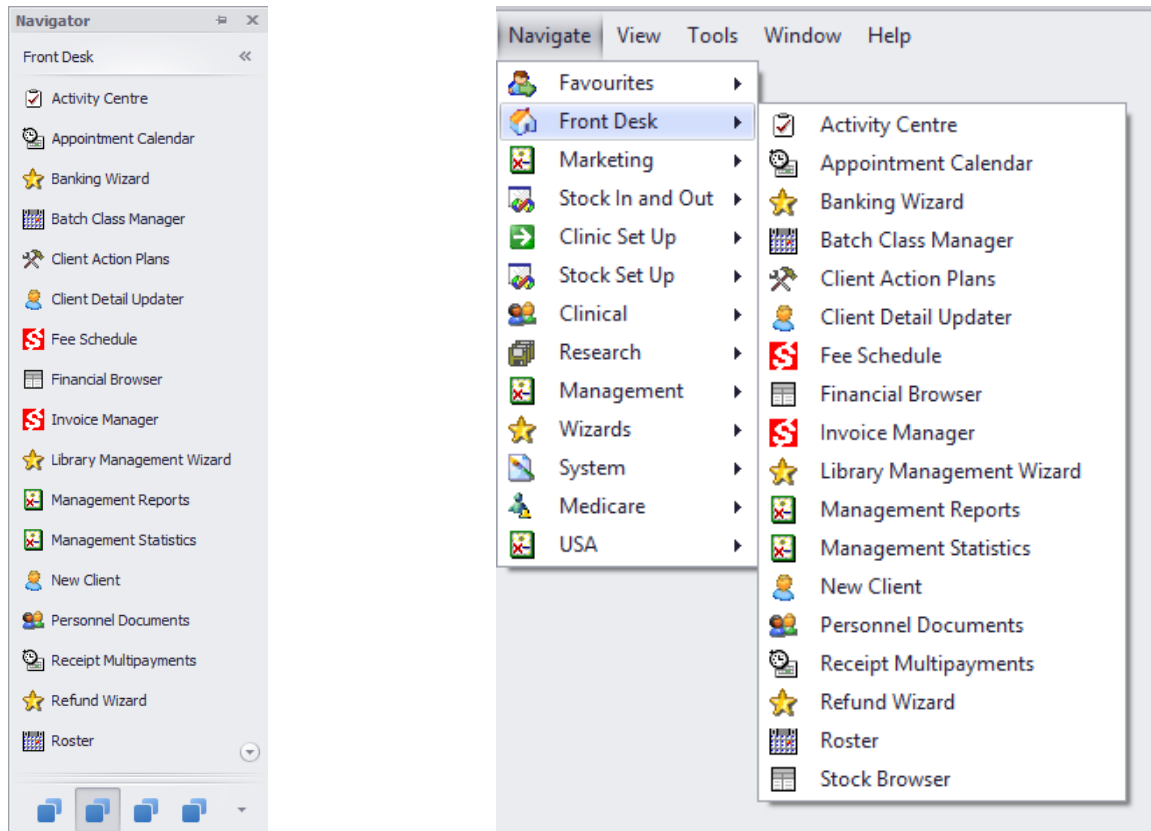 Navigator
Front Desk
Activity Centre
Appointment Calendar
Banking Wizard
Batch Class Manager
Client Action Plans
Client Detail Updater
Fee Schedule
Financial Browser
Invoice Manager
Library Management Wizard
Management Reports
Management Statistics
New Client
Personnel Documents
Receipt Multipayments
Refund Wizard
Roster
Navigate View Tools Window Help
Favourites
Front Desk
Marketing
Stock In and Out
Clinic Set Up
Stock Set Up
Clinical
Research
Management
Wizards
System
Medicare
USA
Activity Centre
Appointment Calendar
Banking Wizard
Batch Class Manager
Client Action Plans
Client Detail Updater
Fee Schedule
Financial Browser
Invoice Manager
Library Management Wizard
Management Reports
Management Statistics
New Client
Personnel Documents
Receipt Multipayments
Refund Wizard
Roster
Stock Browser